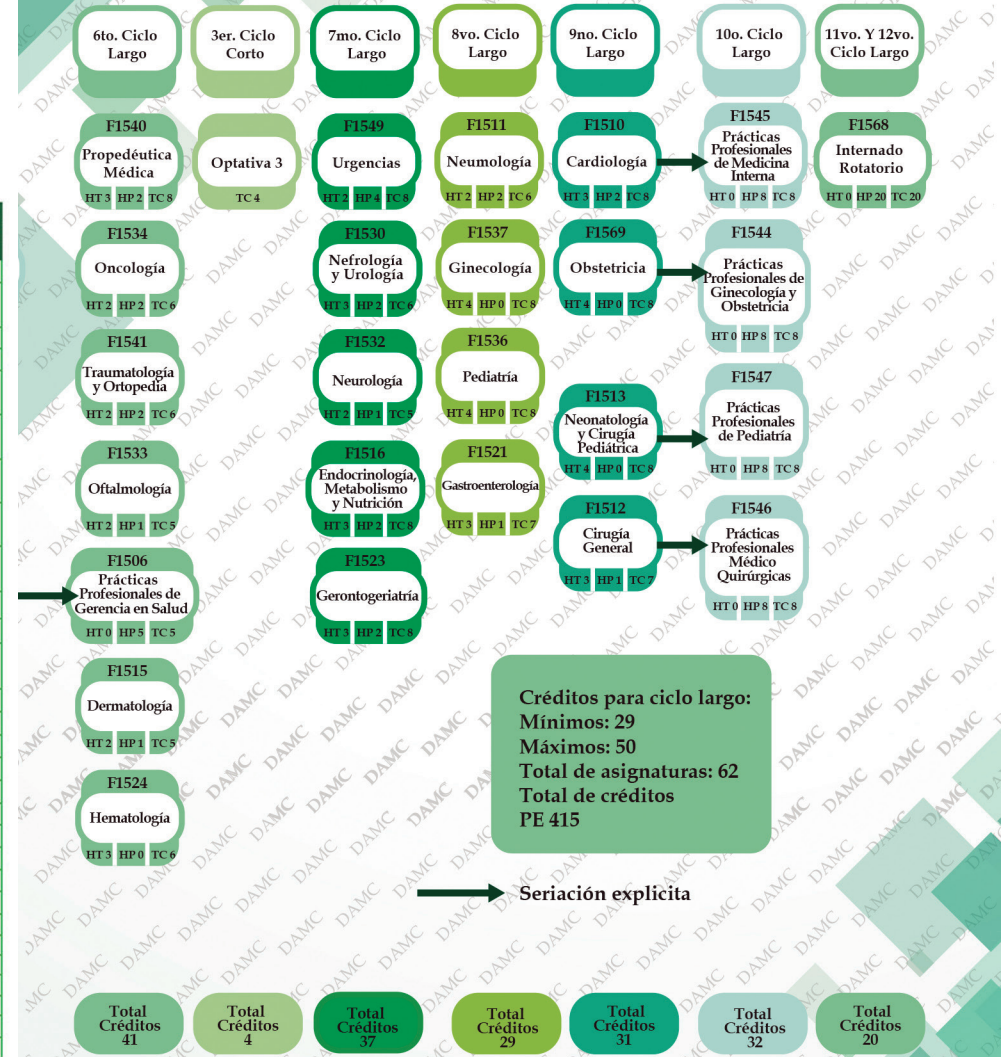 6to. Ciclo
Largo
3er. Ciclo
Corto
7mo. Ciclo
Largo
8vo. Ciclo
Largo
9no. Ciclo
Largo
10o. Ciclo
Largo
11vo. Y 12vo.
Ciclo Largo
F1540
Propedéutica
Médica
HT 3 HP 2 TC 8
F1534
Oncología
HT 2 HP 2 TC 6
F1541
Traumatología
y Ortopedia
HT 2 HP 2 TC 6
F1533
Oftalmología
HT 2 HP 1 TC 5
F1506
Prácticas
Profesionales de
Gerencia en Salud
HT 0 HP 5 TC 5
F1515
Dermatología
HT 2 HP 1 TC 5
F1524
Hematología
HT 3 HP 0 TC 6
Optativa 3
TC 4
F1549
Urgencias
HT 2 HP 4 TC 8
F1530
Nefrología
y Urología
HT 3 HP 2 TC 6
F1532
Neurología
HT 2 HP 1 TC 5
F1516
Endocrinología,
Metabolismo
y Nutrición
HT 3 HP 2 TC 8
F1523
Gerontogeriatría
HT 3 HP 2 TC 8
F1511
Neumología
HT 2 HP 2 TC 6
F1537
Ginecología
HT 4 HP 0 TC 8
F1536
Pediatría
HT 4 HP 0 TC 8
F1521
Gastroenterología
HT 3 HP 1 TC 7
F1510
Cardiología
HT 3 HP 2 TC 8
F1569
Obstetricia
HT 4 HP 0 TC 8
F1513
Neonatología
y Cirugía
Pediátrica
HT 4 HP 0 TC 8
F1512
Cirugía
General
HT 3 HP 1 TC 7
F1545
Prácticas
Profesionales
de Medicina
Interna
HT 0 HP 8 TC 8
F1544
Prácticas
Profesionales de
Ginecología y
Obstetricia
HT 0 HP 8 TC 8
F1547
Prácticas
Profesionales
de Pediatría
HT 0 HP 8 TC 8
F1546
Prácticas
Profesionales
Médico
Quirúrgicas
HT 0 HP 8 TC 8
F1568
Internado
Rotatorio
HT 0 HP 20 TC 20
Créditos para ciclo largo:
Mínimos: 29
Máximos: 50
Total de asignaturas: 62
Total de créditos
PE 415
Seriación explicita
Total
Créditos
41
Total
Créditos
4
Total
Créditos
37
Total
Créditos
29
Total
Créditos
31
Total
Créditos
32
Total
Créditos
20
DAMC